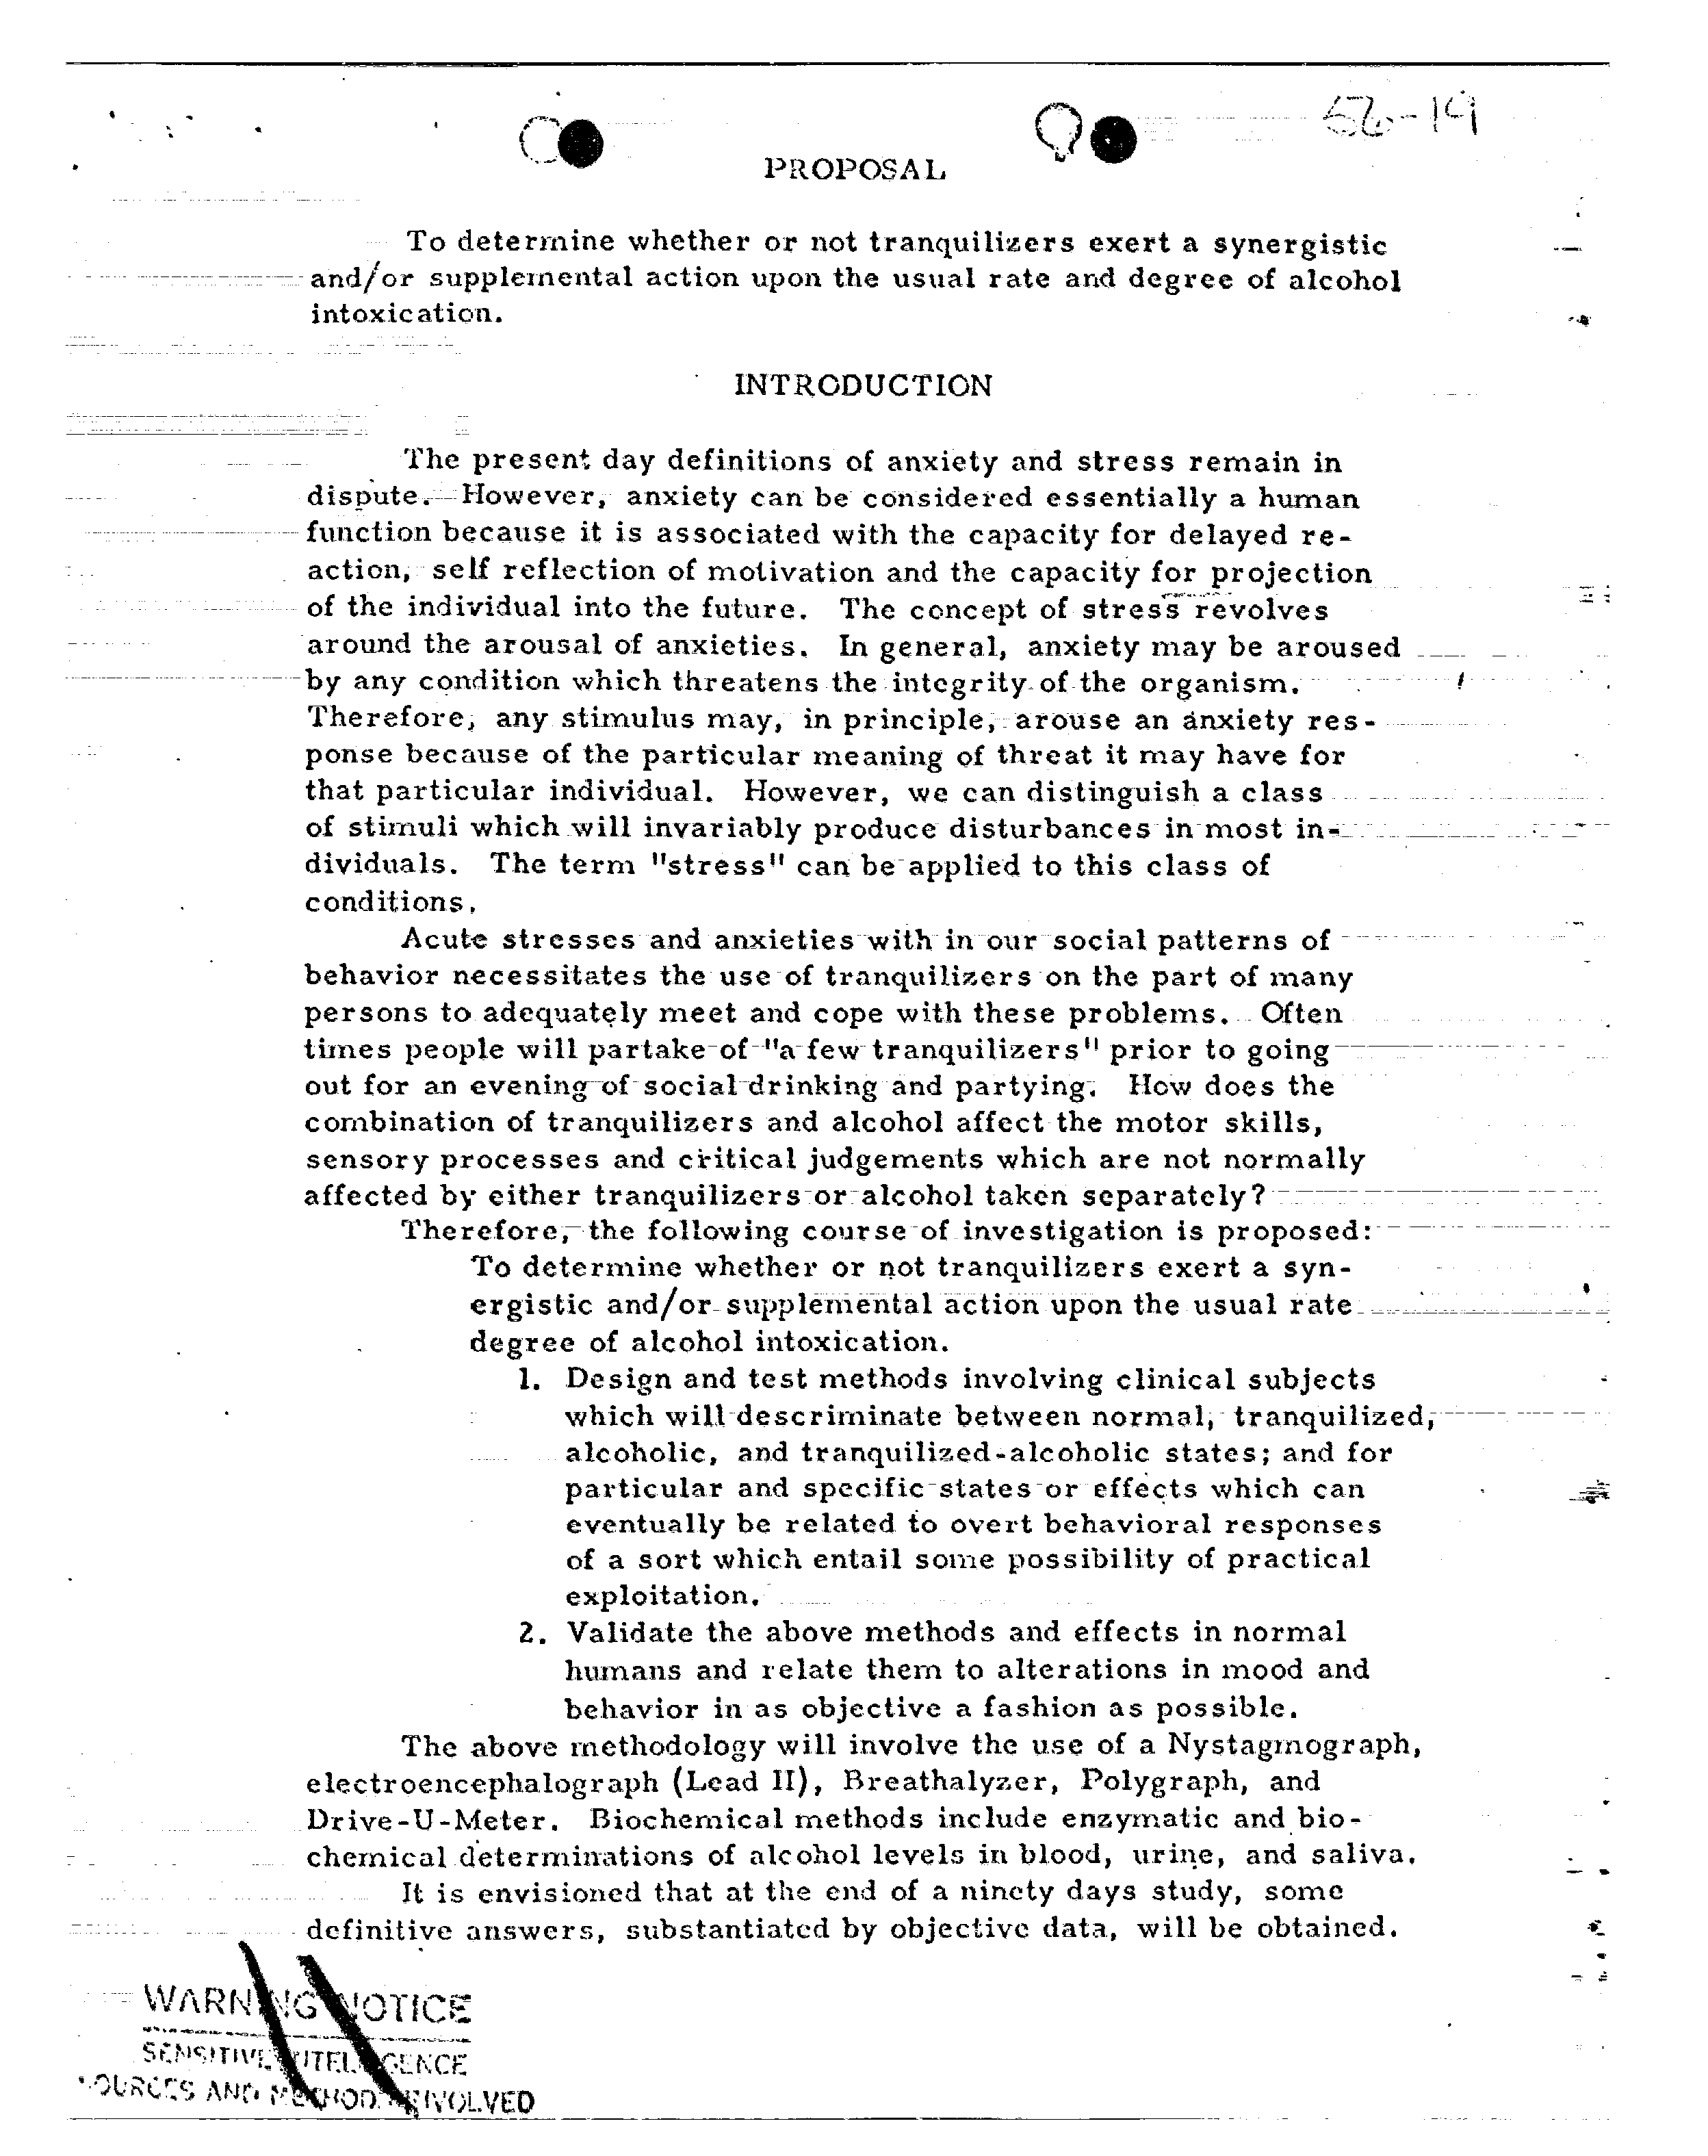 56-19
PROPOSAL
To determine whether or not tranquilizers exert a synergistic
and/or supplemental action upon the usual rate and degree of alcohol
intoxication.
INTRODUCTION
The present day definitions of anxiety and stress remain in
dispute. However, anxiety can be considered essentially a human
function because it is associated with the capacity for delayed re-
action, self reflection of motivation and the capacity for projection
of the individual into the future. The concept of stress revolves
around the arousal of anxieties. In general, anxiety may be aroused
by any condition which threatens the integrity of the organism.
Therefore, any stimulus may, in principle, arouse an anxiety res-
ponse because of the particular meaning of threat it may have for
that particular individual. However, we can distinguish a class
of stimuli which will invariably produce disturbances in most in-
dividuals. The term "stress" can be applied to this class of
conditions.
Acute stresses and anxieties with in our social patterns of
behavior necessitates the use of tranquilizers on the part of many
persons to adequately meet and cope with these problems. Often
times people will partake of "a few tranquilizers" prior to going
out for an evening of social drinking and partying. How does the
combination of tranquilizers and alcohol affect the motor skills,
sensory processes and critical judgements which are not normally
affected by either tranquilizers or alcohol taken separately?
Therefore, the following course of investigation is proposed:
To determine whether or not tranquilizers exert a syn-
ergistic and/or supplemental action upon the usual rate
degree of alcohol intoxication.
1. Design and test methods involving clinical subjects
which will descriminate between normal, tranquilized,
alcoholic, and tranquilized-alcoholic states; and for
particular and specific states or effects which can
eventually be related to overt behavioral responses
of a sort which entail some possibility of practical
exploitation.
2. Validate the above methods and effects in normal
humans and relate them to alterations in mood and
behavior in as objective a fashion as possible.
The above methodology will involve the use of a Nystagmograph,
electroencephalograph (Lead II), Breathalyzer, Polygraph, and
Drive-U-Meter. Biochemical methods include enzymatic and bio-
chemical determinations of alcohol levels in blood, urine, and saliva.
It is envisioned that at the end of a ninety days study, some
definitive answers, substantiated by objective data, will be obtained.
WARNING NOTICE
SENSITIVE INTELLIGENCE
SOURCES AND METHODS INVOLVED